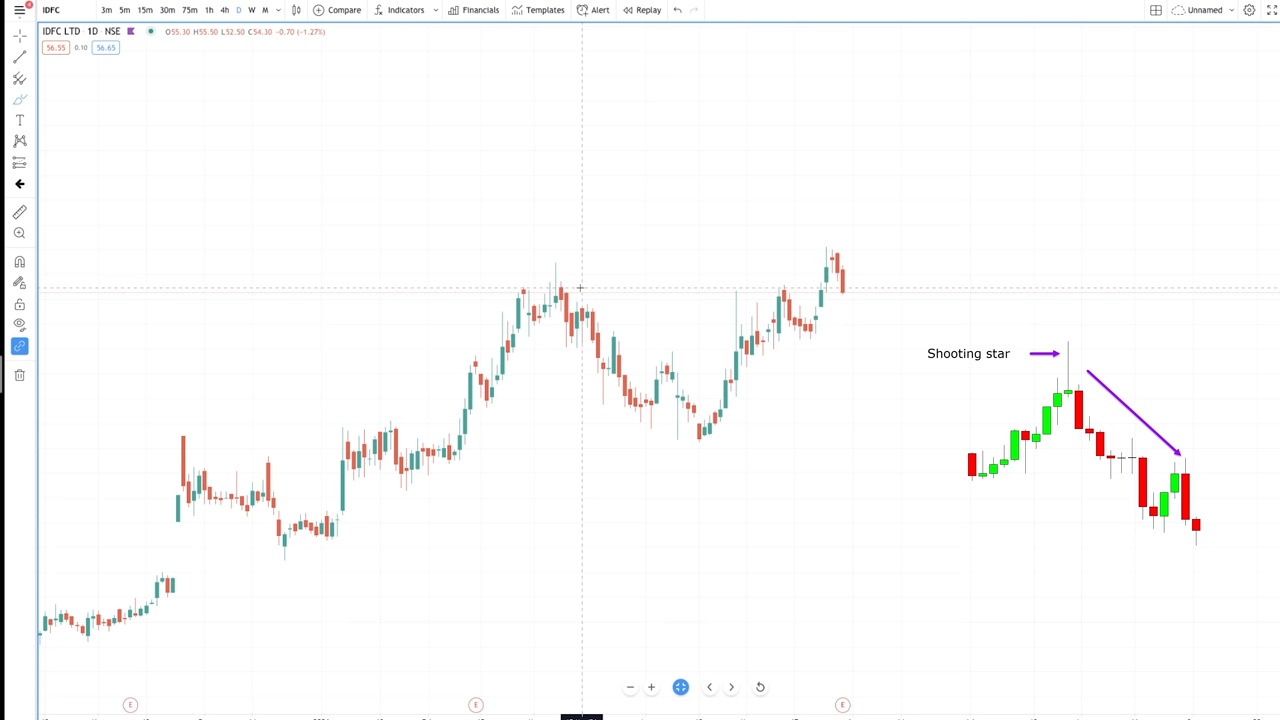 IDFC 3m 5m 15m 30m 75m 1h 4h D W M Compare Indicators Financials Templates Alert Replay Unnamed
IDFC LTD 1D NSE O55.30 H55.50 L52.50 C54.30 -0.70 (-1.27%)
56.55 0.10 56.65
Shooting star
E E E